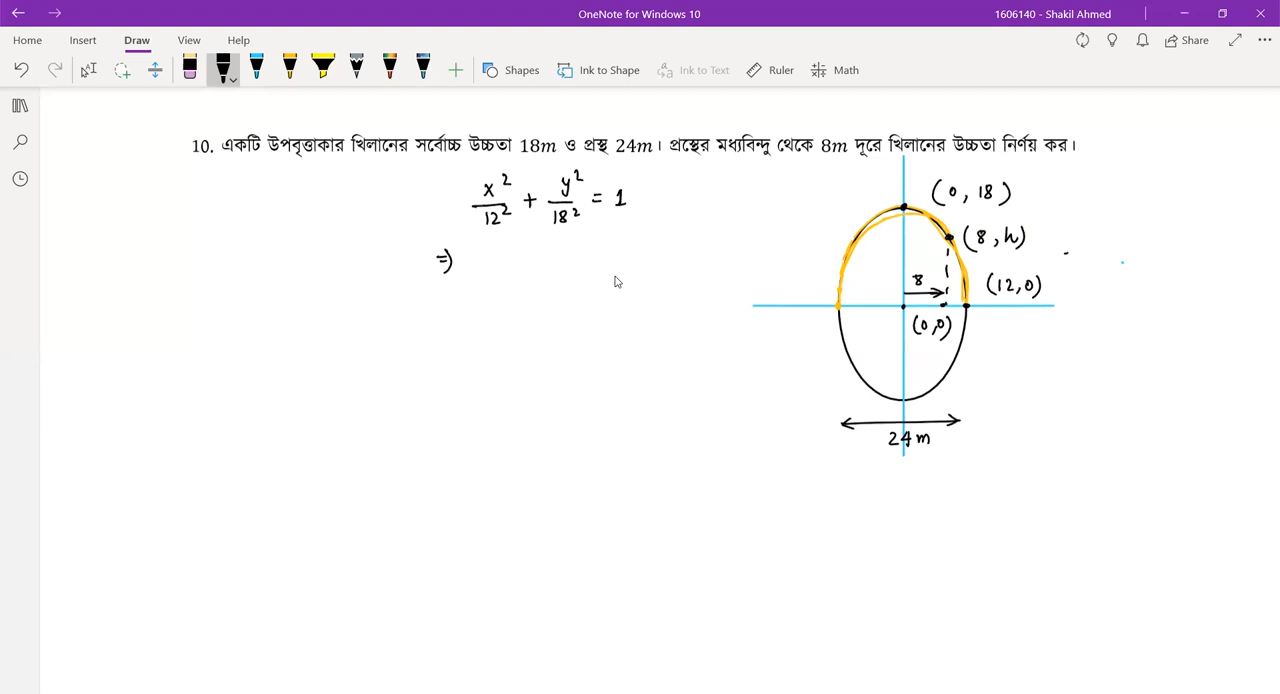 OneNote for Windows 10
1606140 - Shakil Ahmed
Home Insert Draw View Help
Share
Shapes Ink to Shape Ink to Text Ruler Math
10. একটি উপবৃত্তাকার খিলানের সর্বোচ্চ উচ্চতা 18m ও প্রস্থ 24m। প্রস্থের মধ্যবিন্দু থেকে 8m দূরে খিলানের উচ্চতা নির্ণয় কর।
x²/12² + y²/18² = 1
⇒
(0, 18)
(8, h)
8
(12,0)
(0,0)
24m